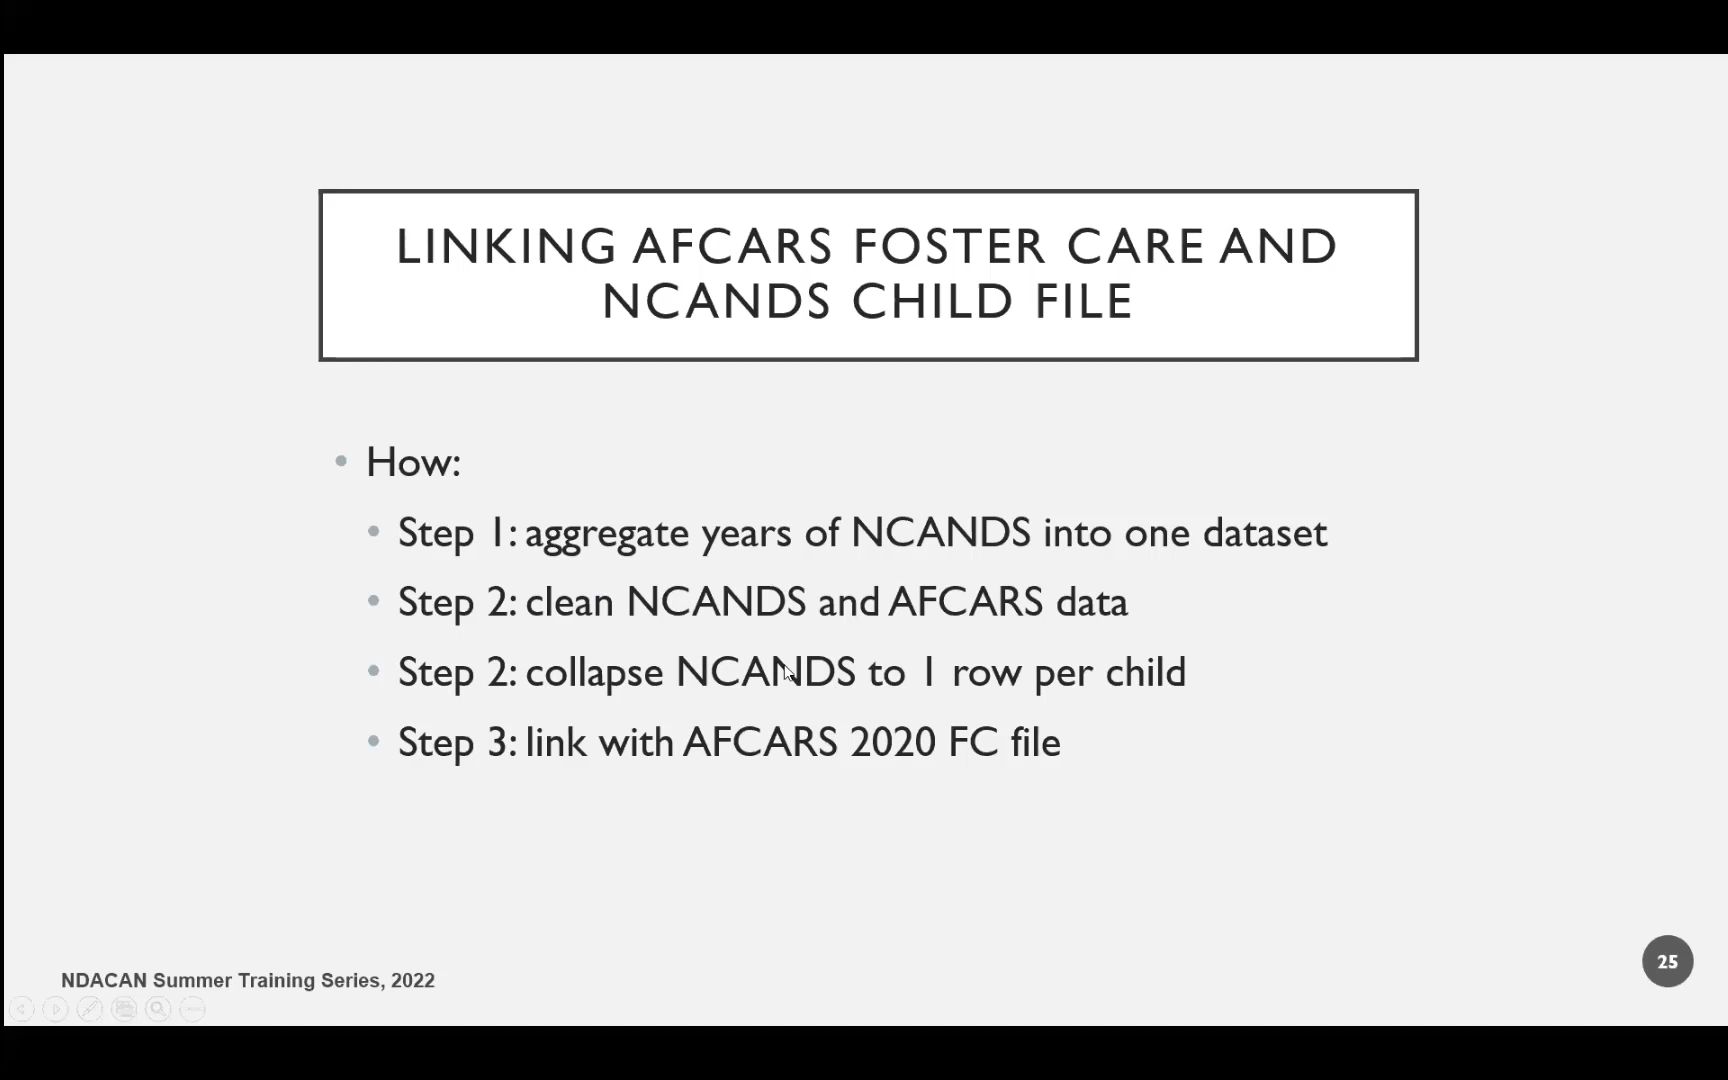 LINKING AFCARS FOSTER CARE AND
NCANDS CHILD FILE
• How:
• Step 1: aggregate years of NCANDS into one dataset
• Step 2: clean NCANDS and AFCARS data
• Step 2: collapse NCANDS to 1 row per child
• Step 3: link with AFCARS 2020 FC file
NDACAN Summer Training Series, 2022
25